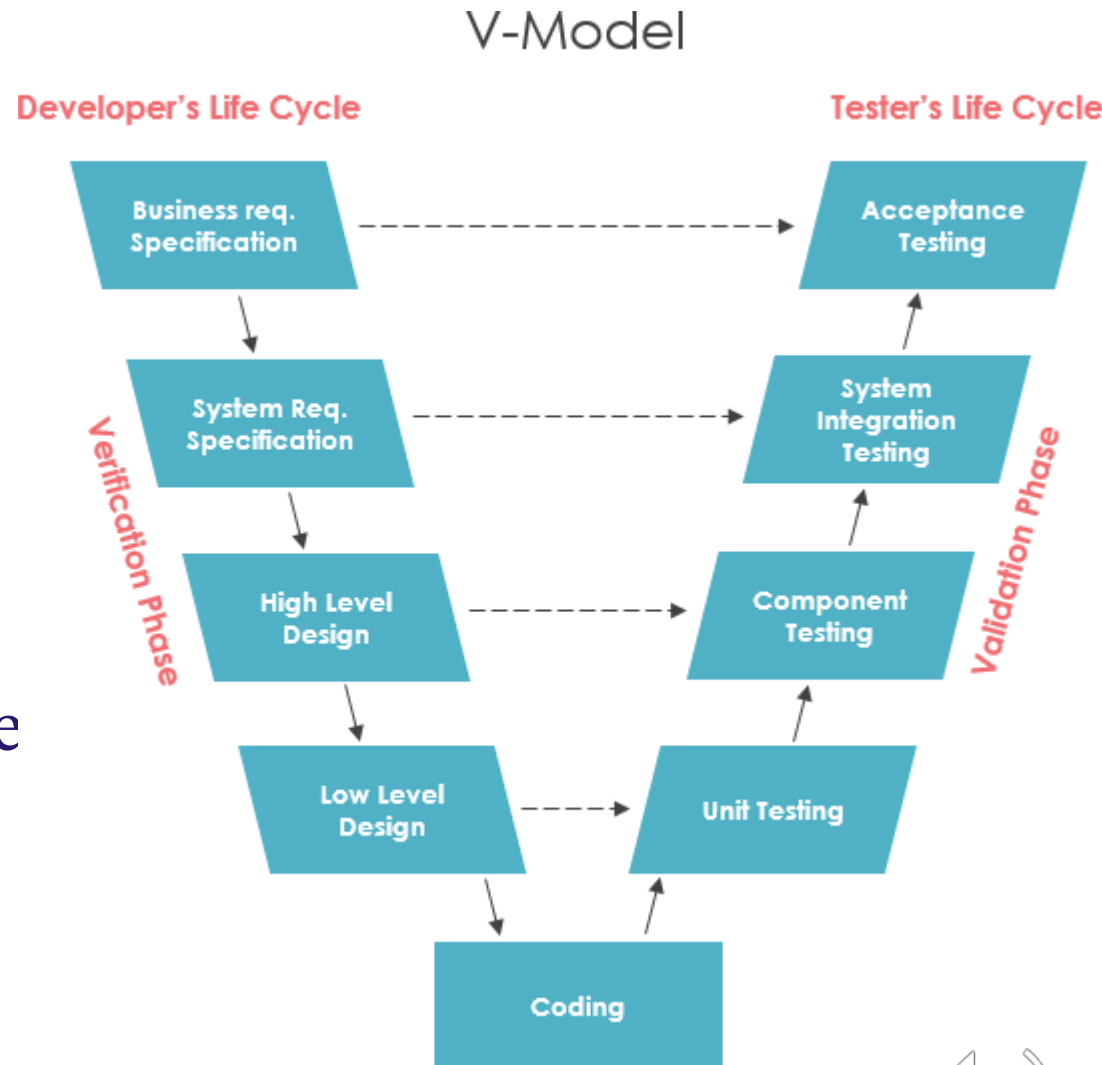 V-Model
Developer's Life Cycle
Tester's Life Cycle
Business req.
Specification
Acceptance
Testing
System Req.
Specification
System
Integration
Testing
Verification Phase
Validation Phase
High Level
Design
Component
Testing
e
Low Level
Design
Unit Testing
Coding